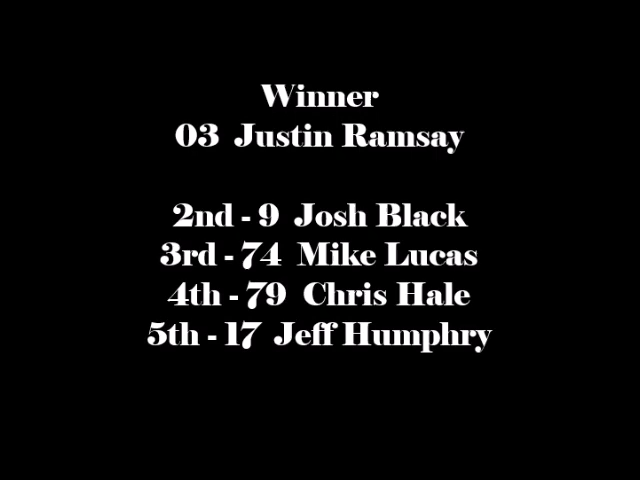 Winner
03 Justin Ramsay
2nd - 9 Josh Black
3rd - 74 Mike Lucas
4th - 79 Chris Hale
5th - 17 Jeff Humphry